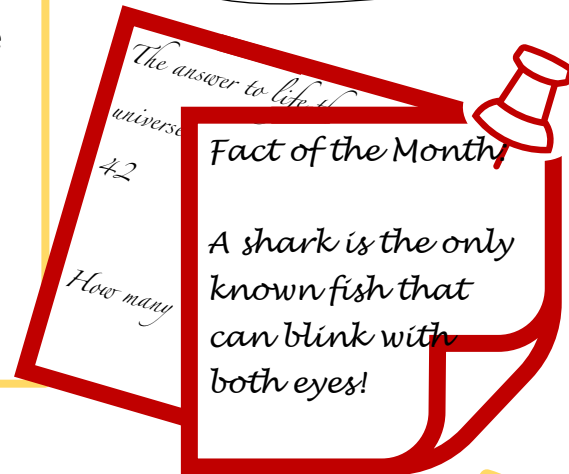 The answer to life
universe
42
How many
Fact of the Month!
A shark is the only
known fish that
can blink with
both eyes!